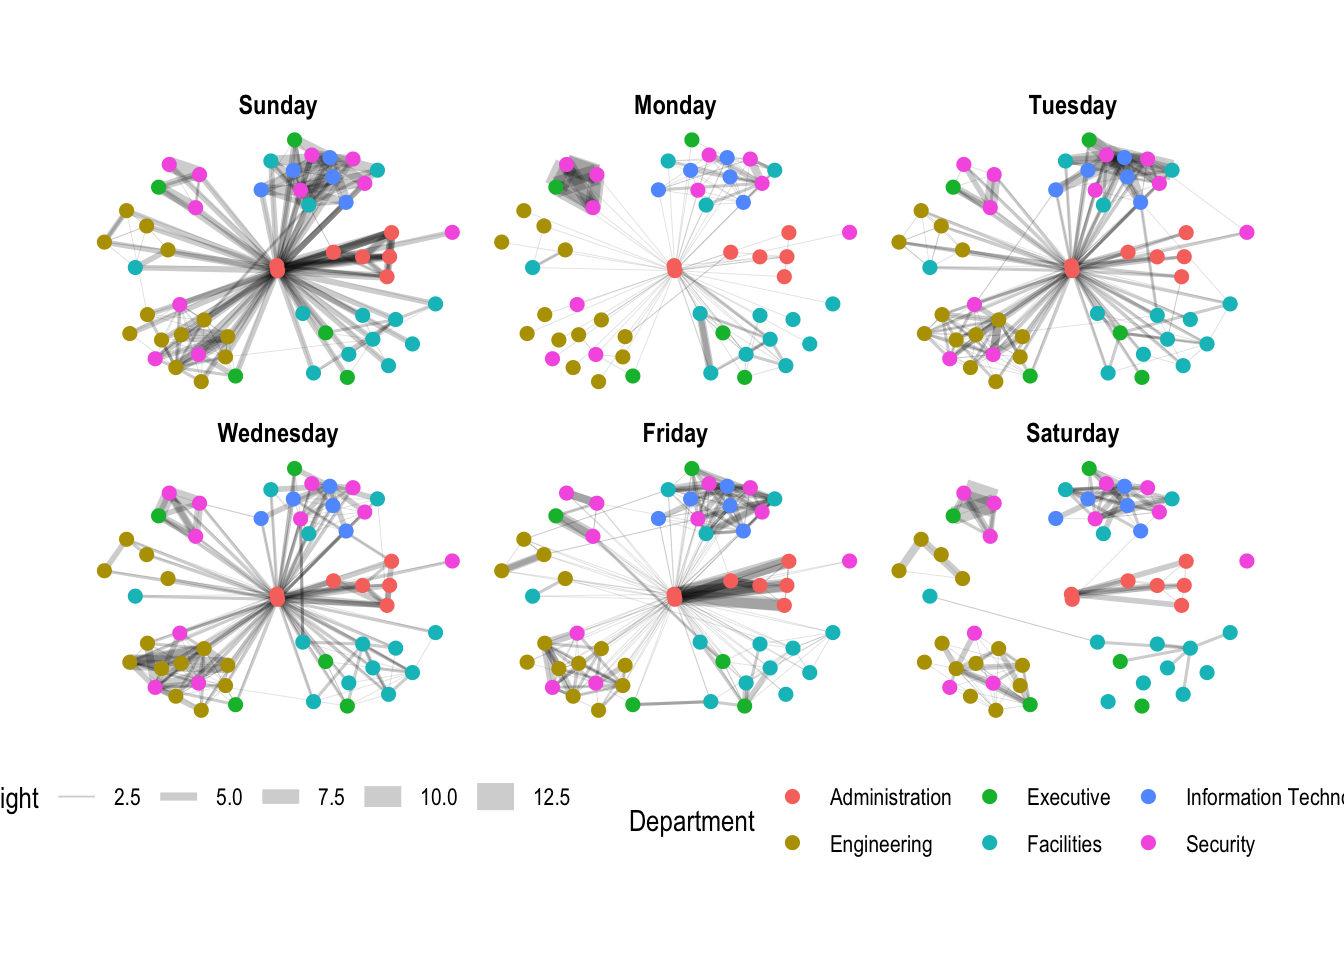 Sunday Monday Tuesday
Wednesday Friday Saturday
ight 2.5 5.0 7.5 10.0 12.5
Department
Administration Executive Information Techno
Engineering Facilities Security